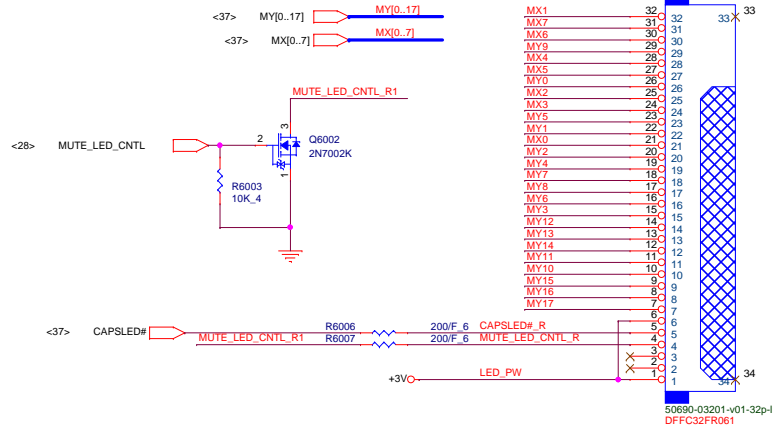 <37> MY[0..17] MY[0..17]
<37> MX[0..7] MX[0..7]
MUTE_LED_CNTL_R1
3
<28> MUTE_LED_CNTL 2 Q6002
2N7002K
1
R6003
10K_4
<37> CAPSLED# R6006 200/F_6 CAPSLED#_R
MUTE_LED_CNTL_R1 R6007 200/F_6 MUTE_LED_CNTL_R
+3V LED_PW
MX1 32 32 33 33
MX7 31 31
MX6 30 30
MY9 29 29
MX4 28 28
MX5 27 27
MY0 26 26
MX2 25 25
MX3 24 24
MY5 23 23
MY1 22 22
MX0 21 21
MY2 20 20
MY4 19 19
MY7 18 18
MY8 17 17
MY6 16 16
MY3 15 15
MY12 14 14
MY13 13 13
MY14 12 12
MY11 11 11
MY10 10 10
MY15 9 9
MY16 8 8
MY17 7 7
6 6
5 5
4 4
3 3
2 2
1 1 34 34
50690-03201-v01-32p-l
DFFC32FR061